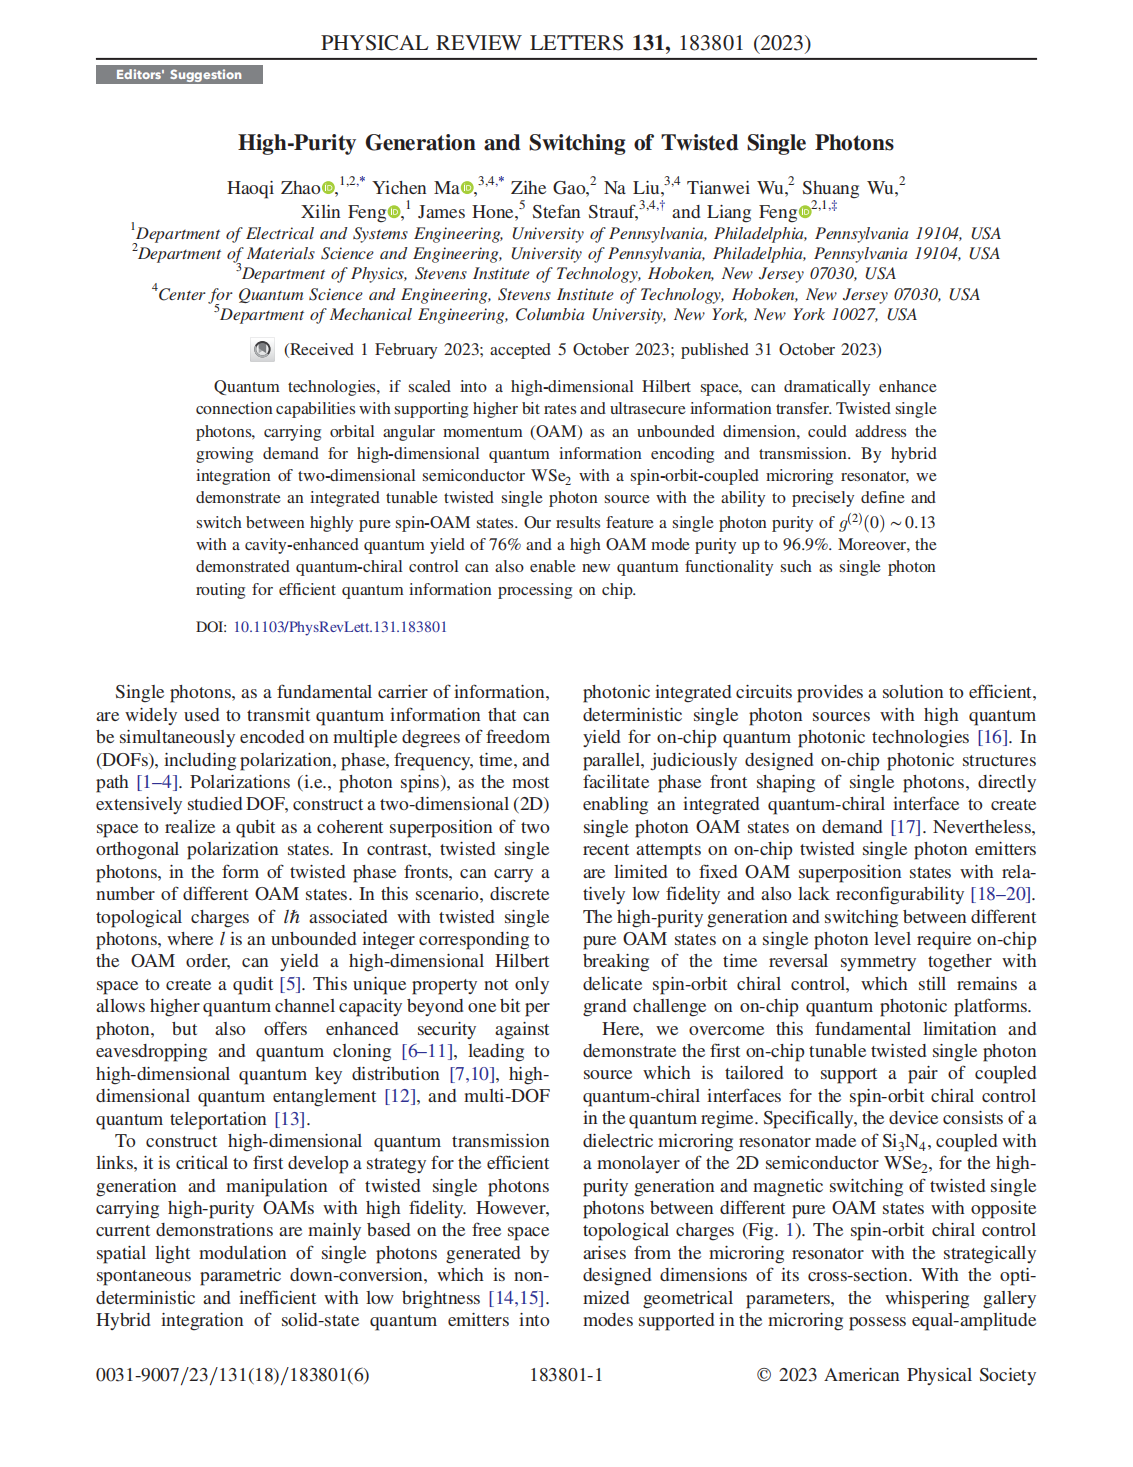 PHYSICAL REVIEW LETTERS 131, 183801 (2023)
Editors' Suggestion
High-Purity Generation and Switching of Twisted Single Photons
Haoqi Zhao,1,2,* Yichen Ma,3,4,* Zihe Gao,2 Na Liu,3,4 Tianwei Wu,2 Shuang Wu,2
Xilin Feng,1 James Hone,5 Stefan Strauf,3,4,† and Liang Feng2,1,‡
1Department of Electrical and Systems Engineering, University of Pennsylvania, Philadelphia, Pennsylvania 19104, USA
2Department of Materials Science and Engineering, University of Pennsylvania, Philadelphia, Pennsylvania 19104, USA
3Department of Physics, Stevens Institute of Technology, Hoboken, New Jersey 07030, USA
4Center for Quantum Science and Engineering, Stevens Institute of Technology, Hoboken, New Jersey 07030, USA
5Department of Mechanical Engineering, Columbia University, New York, New York 10027, USA
(Received 1 February 2023; accepted 5 October 2023; published 31 October 2023)
Quantum technologies, if scaled into a high-dimensional Hilbert space, can dramatically enhance
connection capabilities with supporting higher bit rates and ultrasecure information transfer. Twisted single
photons, carrying orbital angular momentum (OAM) as an unbounded dimension, could address the
growing demand for high-dimensional quantum information encoding and transmission. By hybrid
integration of two-dimensional semiconductor WSe2 with a spin-orbit-coupled microring resonator, we
demonstrate an integrated tunable twisted single photon source with the ability to precisely define and
switch between highly pure spin-OAM states. Our results feature a single photon purity of g(2)(0) ~ 0.13
with a cavity-enhanced quantum yield of 76% and a high OAM mode purity up to 96.9%. Moreover, the
demonstrated quantum-chiral control can also enable new quantum functionality such as single photon
routing for efficient quantum information processing on chip.
DOI: 10.1103/PhysRevLett.131.183801
Single photons, as a fundamental carrier of information,
are widely used to transmit quantum information that can
be simultaneously encoded on multiple degrees of freedom
(DOFs), including polarization, phase, frequency, time, and
path [1–4]. Polarizations (i.e., photon spins), as the most
extensively studied DOF, construct a two-dimensional (2D)
space to realize a qubit as a coherent superposition of two
orthogonal polarization states. In contrast, twisted single
photons, in the form of twisted phase fronts, can carry a
number of different OAM states. In this scenario, discrete
topological charges of lℏ associated with twisted single
photons, where l is an unbounded integer corresponding to
the OAM order, can yield a high-dimensional Hilbert
space to create a qudit [5]. This unique property not only
allows higher quantum channel capacity beyond one bit per
photon, but also offers enhanced security against
eavesdropping and quantum cloning [6–11], leading to
high-dimensional quantum key distribution [7,10], high-
dimensional quantum entanglement [12], and multi-DOF
quantum teleportation [13].
To construct high-dimensional quantum transmission
links, it is critical to first develop a strategy for the efficient
generation and manipulation of twisted single photons
carrying high-purity OAMs with high fidelity. However,
current demonstrations are mainly based on the free space
spatial light modulation of single photons generated by
spontaneous parametric down-conversion, which is non-
deterministic and inefficient with low brightness [14,15].
Hybrid integration of solid-state quantum emitters into
photonic integrated circuits provides a solution to efficient,
deterministic single photon sources with high quantum
yield for on-chip quantum photonic technologies [16]. In
parallel, judiciously designed on-chip photonic structures
facilitate phase front shaping of single photons, directly
enabling an integrated quantum-chiral interface to create
single photon OAM states on demand [17]. Nevertheless,
recent attempts on on-chip twisted single photon emitters
are limited to fixed OAM superposition states with rela-
tively low fidelity and also lack reconfigurability [18–20].
The high-purity generation and switching between different
pure OAM states on a single photon level require on-chip
breaking of the time reversal symmetry together with
delicate spin-orbit chiral control, which still remains a
grand challenge on on-chip quantum photonic platforms.
Here, we overcome this fundamental limitation and
demonstrate the first on-chip tunable twisted single photon
source which is tailored to support a pair of coupled
quantum-chiral interfaces for the spin-orbit chiral control
in the quantum regime. Specifically, the device consists of a
dielectric microring resonator made of Si3N4, coupled with
a monolayer of the 2D semiconductor WSe2, for the high-
purity generation and magnetic switching of twisted single
photons between different pure OAM states with opposite
topological charges (Fig. 1). The spin-orbit chiral control
arises from the microring resonator with the strategically
designed dimensions of its cross-section. With the opti-
mized geometrical parameters, the whispering gallery
modes supported in the microring possess equal-amplitude
0031-9007/23/131(18)/183801(6)
183801-1
© 2023 American Physical Society